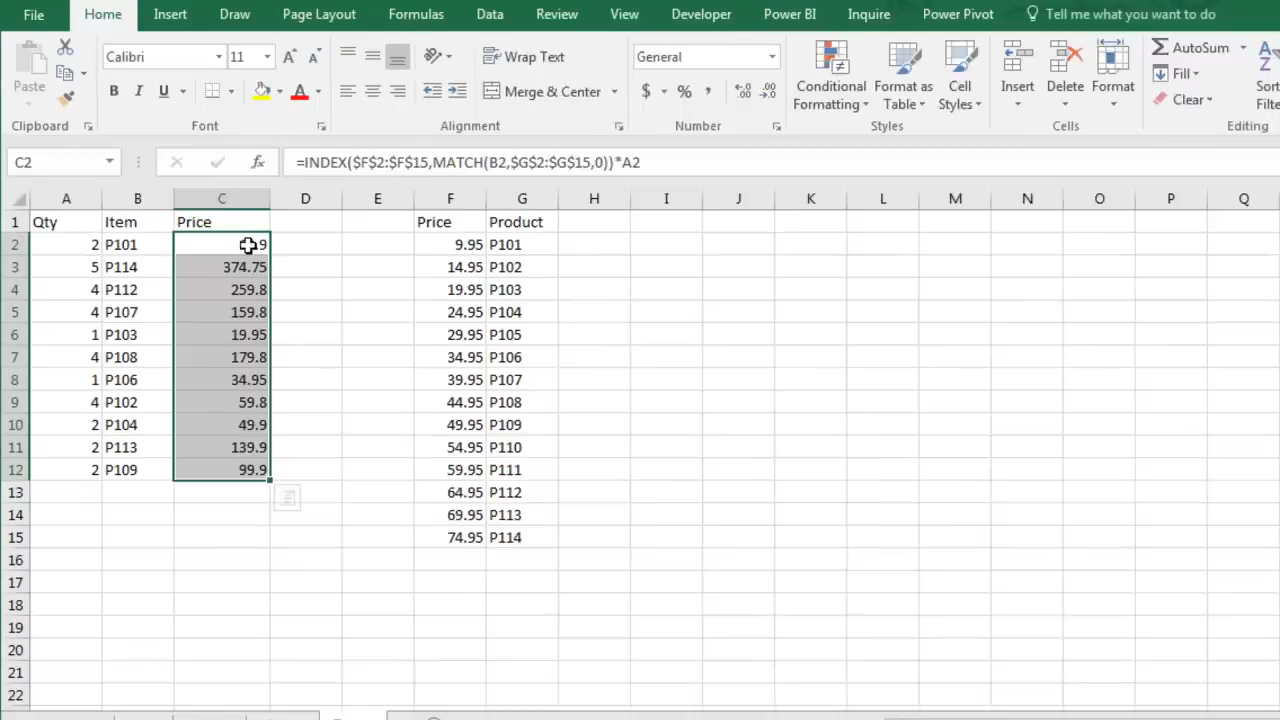 File Home Insert Draw Page Layout Formulas Data Review View Developer Power BI Inquire Power Pivot Tell me what you want to do
Paste Calibri 11 A A Wrap Text General Conditional Formatting Format as Table Cell Styles Insert Delete Format AutoSum
B I U A Merge & Center $ % , Fill
Clear
Clipboard Font Alignment Number Styles Cells Editing
C2 fx =INDEX($F$2:$F$15,MATCH(B2,$G$2:$G$15,0))*A2
A B C D E F G H I J K L M N O P Q
1 Qty Item Price Price Product
2 2 P101 9 9.95 P101
3 5 P114 374.75 14.95 P102
4 4 P112 259.8 19.95 P103
5 4 P107 159.8 24.95 P104
6 1 P103 19.95 29.95 P105
7 4 P108 179.8 34.95 P106
8 1 P106 34.95 39.95 P107
9 4 P102 59.8 44.95 P108
10 2 P104 49.9 49.95 P109
11 2 P113 139.9 54.95 P110
12 2 P109 99.9 59.95 P111
13 64.95 P112
14 69.95 P113
15 74.95 P114
16
17
18
19
20
21
22